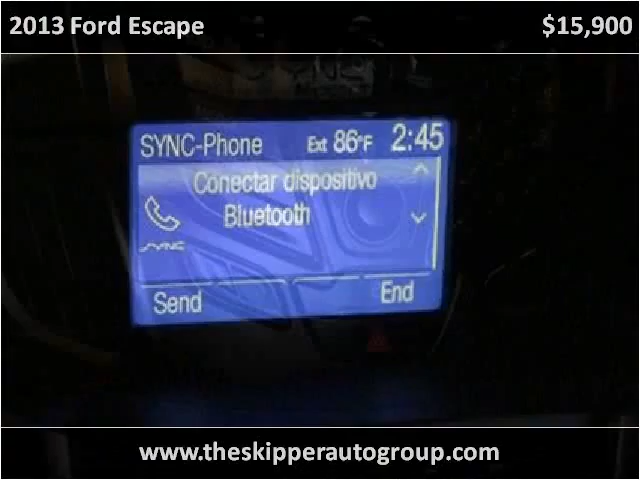 2013 Ford Escape $15,900
SYNC-Phone Ext 86°F 2:45
Conectar dispositivo
Bluetooth
SYNC
Send End
www.theskipperautogroup.com